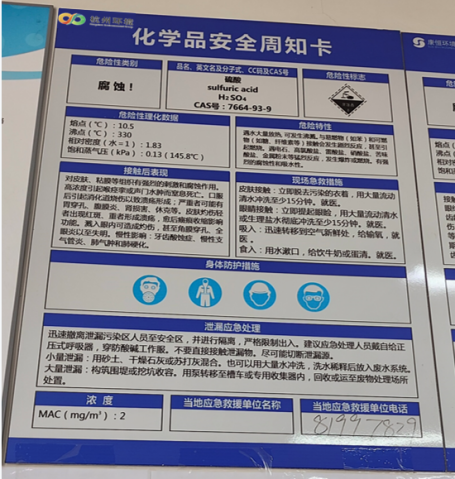 杭州环境
化学品安全周知卡
危险性类别
腐蚀！
品名、英文名及分子式、CC码及CAS号
硫酸
sulfuric acid
H₂SO₄
CAS号：7664-93-9
危险性标志
危险性理化数据
熔点（℃）：10.5
沸点（℃）：330
相对密度（水＝1）：1.83
饱和蒸气压（kPa）：0.13（145.8℃）
危险特性
遇水大量放热，可发生沸溅。与易燃物（如苯）和可燃
物（如糖、纤维素等）接触会发生剧烈反应，甚至引
起燃烧。遇电石、高氯酸盐、雷酸盐、硝酸盐、苦味
酸盐、金属粉末等猛烈反应，发生爆炸或燃烧。有强
烈的腐蚀性和吸水性。
接触后表现
对皮肤、粘膜等组织有强烈的刺激和腐蚀作用。
高浓度引起喉痉挛或声门水肿而窒息死亡。口服
后引起消化道烧伤以致溃疡形成；严重者可能有
胃穿孔、腹膜炎、肾损害、休克等。皮肤灼伤轻
者出现红斑、重者形成溃疡，愈后瘢痕收缩影响
功能。溅入眼内可造成灼伤，甚至角膜穿孔、全
眼炎以至失明。慢性影响：牙齿酸蚀症、慢性支
气管炎、肺气肿和肺硬化。
现场急救措施
皮肤接触：立即脱去污染的衣着，用大量流动
清水冲洗至少15分钟。就医。
眼睛接触：立即提起眼睑，用大量流动清水
或生理盐水彻底冲洗至少15分钟。就医。
吸入：迅速转移到空气新鲜处，给输氧，就
医。
食入：用水漱口，给饮牛奶或蛋清。就医。
身体防护措施
泄漏应急处理
迅速撤离泄漏污染区人员至安全区，并进行隔离，严格限制出入。建议应急处理人员戴自给正
压式呼吸器，穿防酸碱工作服。不要直接接触泄漏物。尽可能切断泄漏源。
小量泄漏：用砂土、干燥石灰或苏打灰混合。也可以用大量水冲洗，洗水稀释后放入废水系统。
大量泄漏：构筑围堤或挖坑收容。用泵转移至槽车或专用收集器内，回收或运至废物处理场所
处置。
浓 度
MAC（mg/m³）：2
当地应急救援单位名称
当地应急救援单位电话
8199-7829